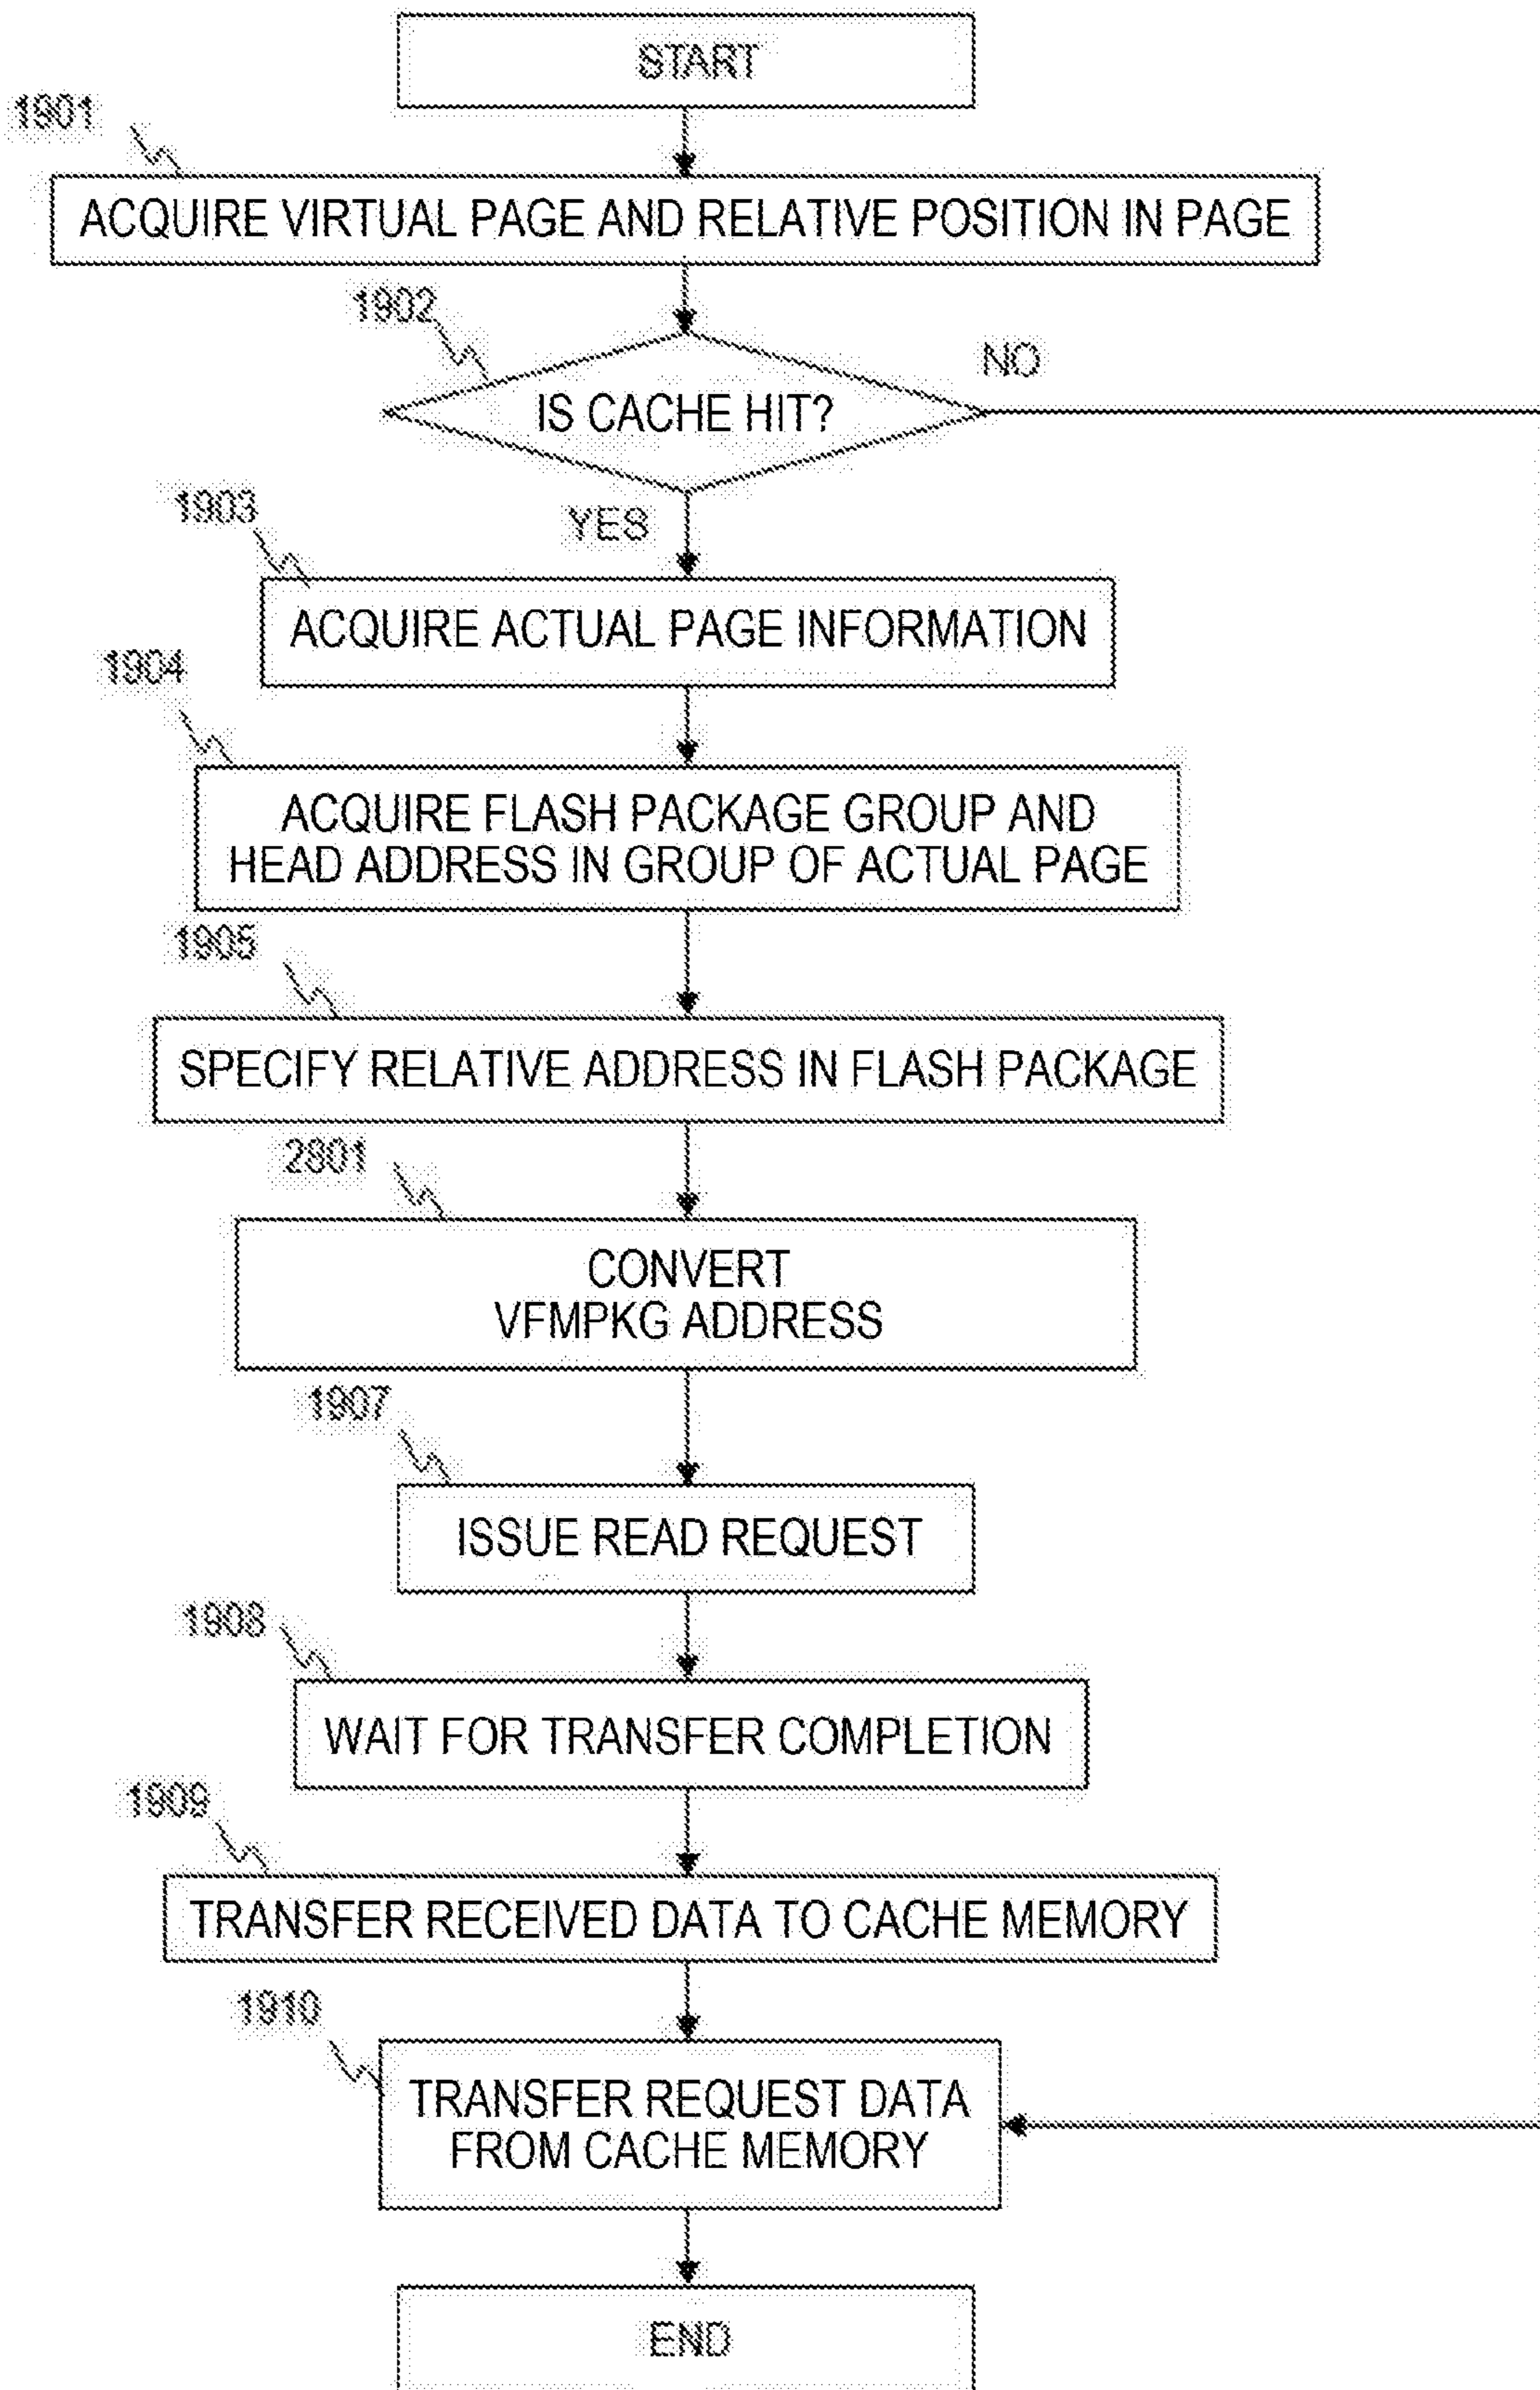 START
1901
ACQUIRE VIRTUAL PAGE AND RELATIVE POSITION IN PAGE
1902
NO
IS CACHE HIT?
1903
YES
ACQUIRE ACTUAL PAGE INFORMATION
1904
ACQUIRE FLASH PACKAGE GROUP AND
HEAD ADDRESS IN GROUP OF ACTUAL PAGE
1905
SPECIFY RELATIVE ADDRESS IN FLASH PACKAGE
2801
CONVERT
VFMPKG ADDRESS
1907
ISSUE READ REQUEST
1908
WAIT FOR TRANSFER COMPLETION
1909
TRANSFER RECEIVED DATA TO CACHE MEMORY
1910
TRANSFER REQUEST DATA
FROM CACHE MEMORY
END